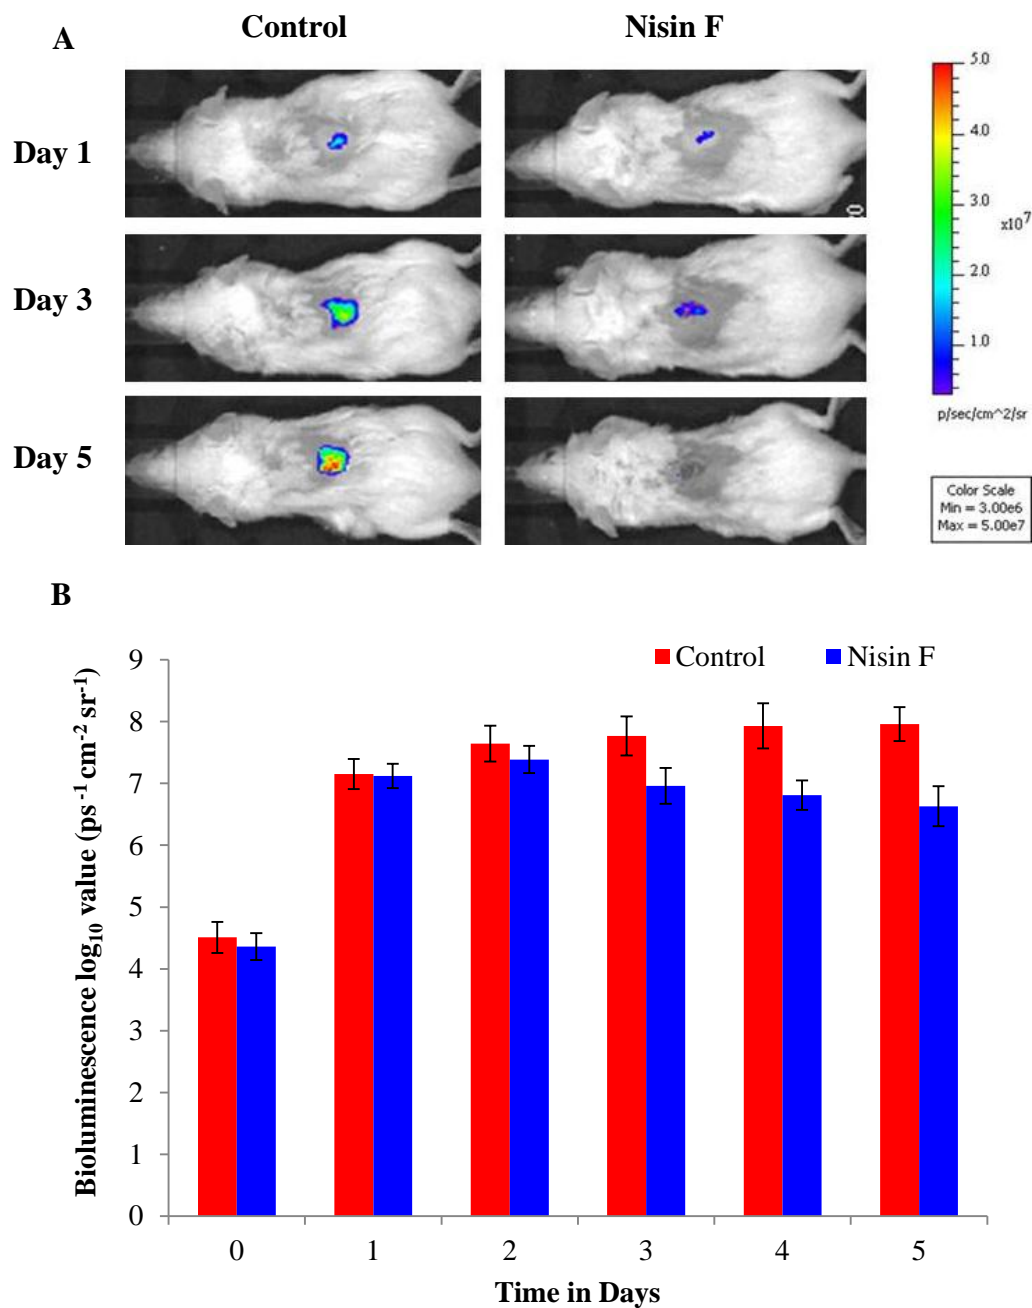 A
Control
Nisin F
Day 1
Day 3
Day 5
5.0
4.0
3.0
x10⁷
2.0
1.0
p/sec/cm^2/sr
Color Scale
Min = 3.00e6
Max = 5.00e7
B
Control
Nisin F
Bioluminescence log₁₀ value (ps⁻¹ cm⁻² sr⁻¹)
9
8
7
6
5
4
3
2
1
0
0 1 2 3 4 5
Time in Days